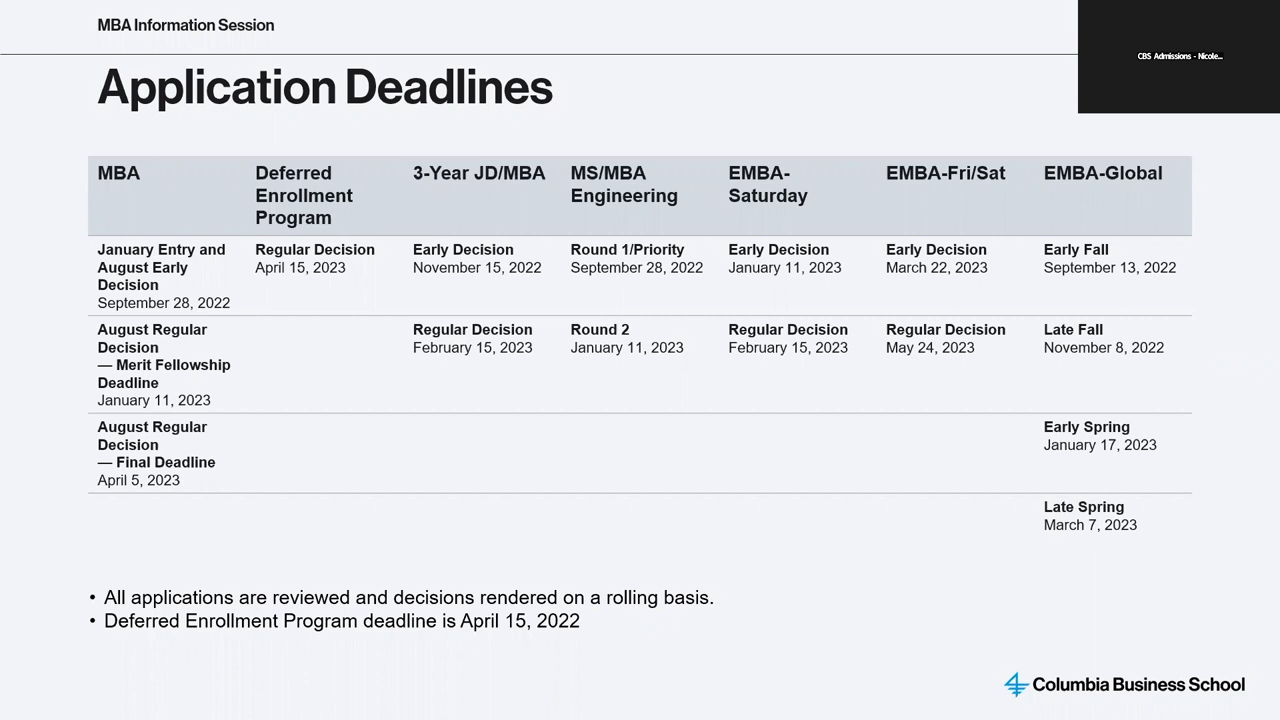 MBA Information Session
CBS Admissions - Nicole...
Application Deadlines
MBA
Deferred
Enrollment
Program
3-Year JD/MBA
MS/MBA
Engineering
EMBA-
Saturday
EMBA-Fri/Sat
EMBA-Global
January Entry and
August Early
Decision
September 28, 2022
Regular Decision
April 15, 2023
Early Decision
November 15, 2022
Round 1/Priority
September 28, 2022
Early Decision
January 11, 2023
Early Decision
March 22, 2023
Early Fall
September 13, 2022
August Regular
Decision
— Merit Fellowship
Deadline
January 11, 2023
Regular Decision
February 15, 2023
Round 2
January 11, 2023
Regular Decision
February 15, 2023
Regular Decision
May 24, 2023
Late Fall
November 8, 2022
August Regular
Decision
— Final Deadline
April 5, 2023
Early Spring
January 17, 2023
Late Spring
March 7, 2023
• All applications are reviewed and decisions rendered on a rolling basis.
• Deferred Enrollment Program deadline is April 15, 2022
Columbia Business School